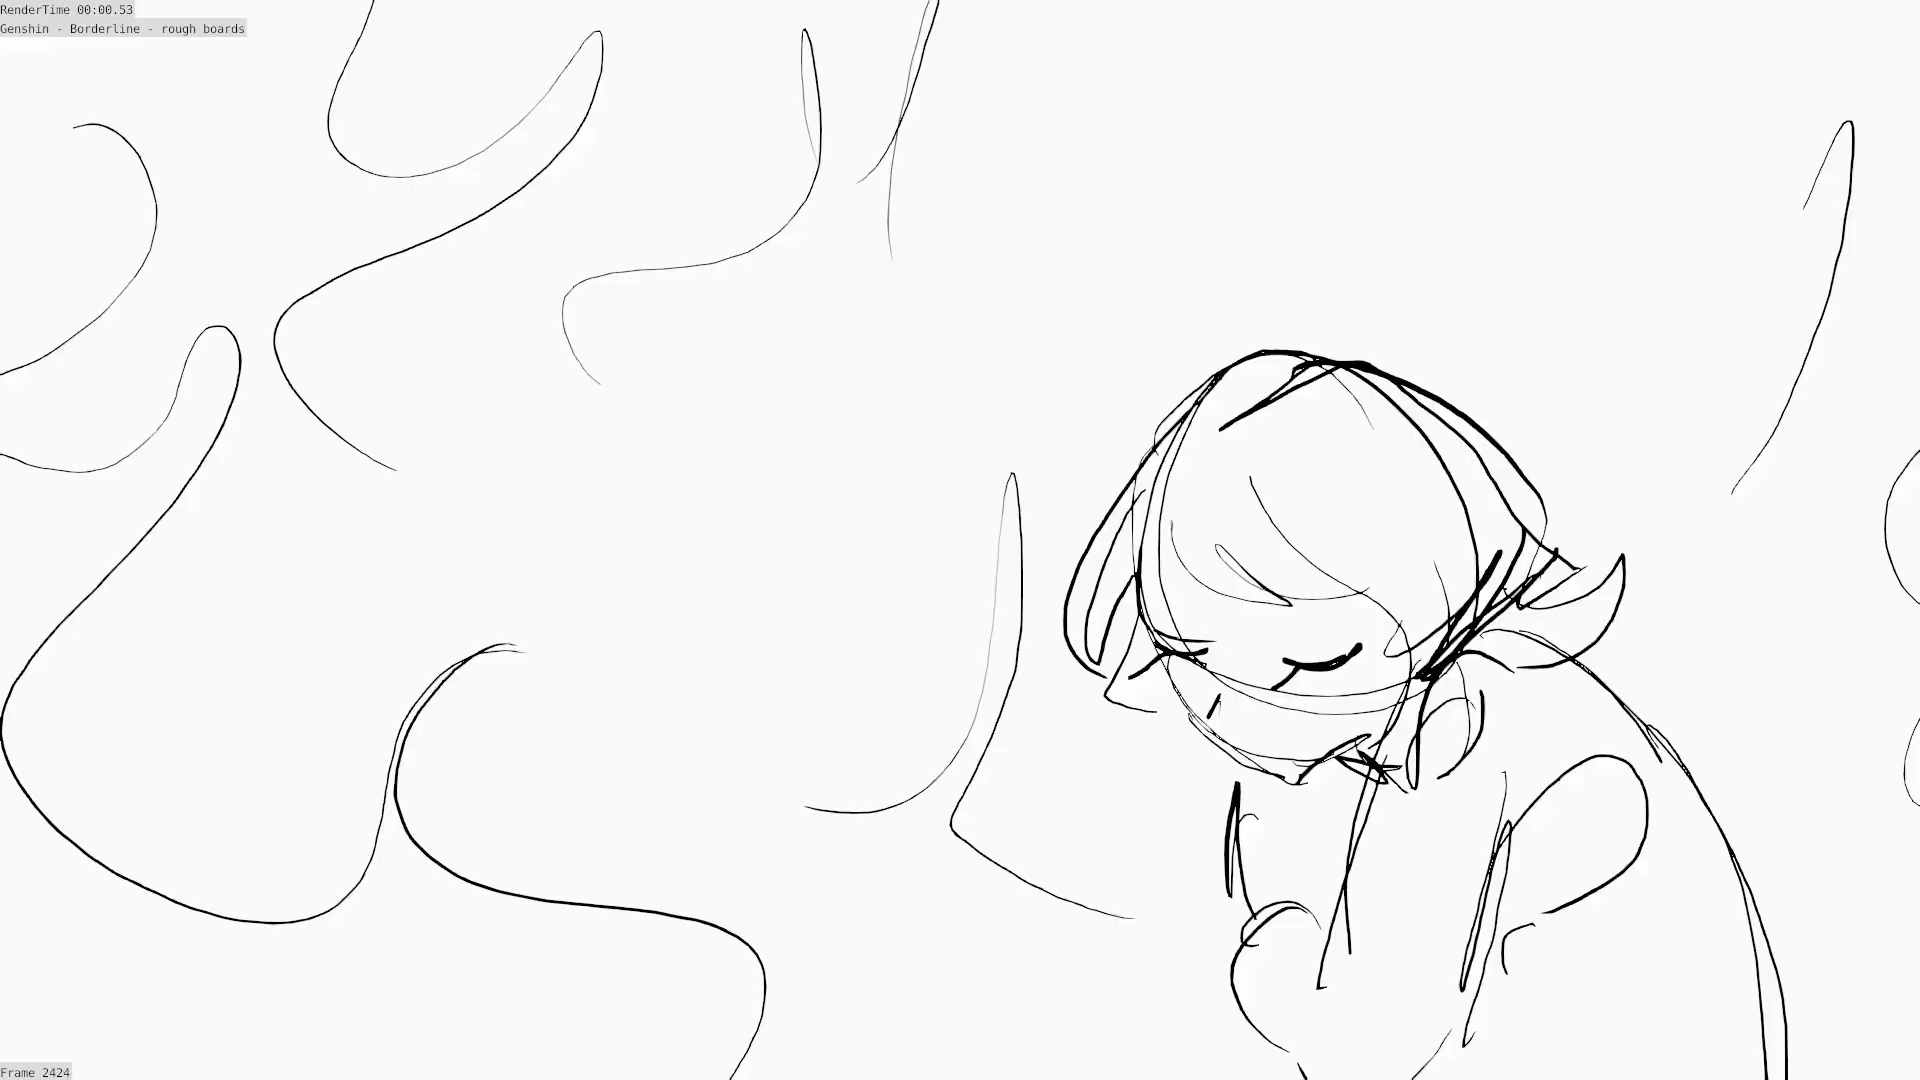 RenderTime 00:00.53
Genshin - Borderline - rough boards
Frame 2424